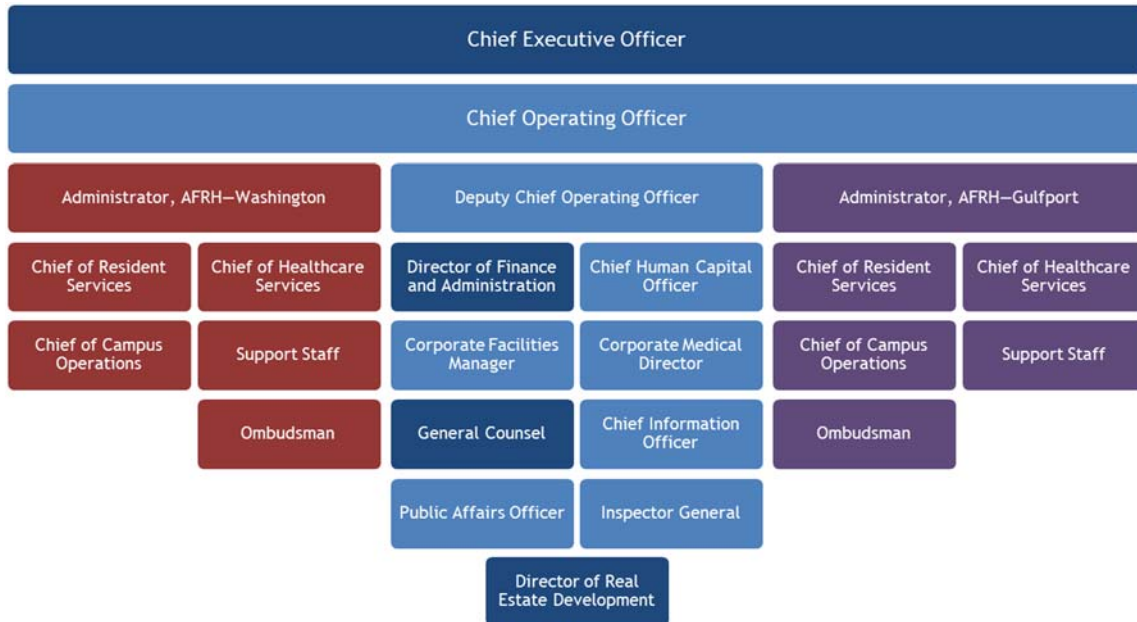 Chief Executive Officer
Chief Operating Officer
Administrator, AFRH—Washington
Deputy Chief Operating Officer
Administrator, AFRH—Gulfport
Chief of Resident
Services
Chief of Healthcare
Services
Director of Finance
and Administration
Chief Human Capital
Officer
Chief of Resident
Services
Chief of Healthcare
Services
Chief of Campus
Operations
Support Staff
Corporate Facilities
Manager
Corporate Medical
Director
Chief of Campus
Operations
Support Staff
Ombudsman
General Counsel
Chief Information
Officer
Ombudsman
Public Affairs Officer
Inspector General
Director of Real
Estate Development